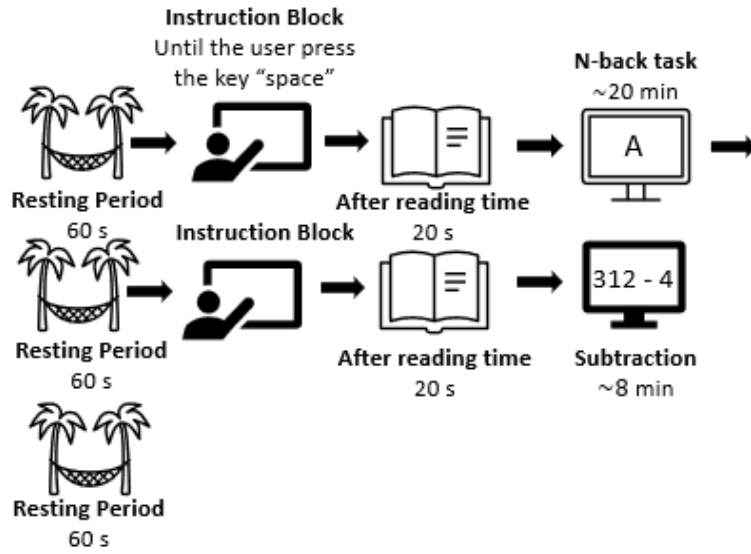 Instruction Block
Until the user press
the key “space”
N-back task
~20 min
A
Resting Period
60 s
After reading time
20 s
Instruction Block
312 - 4
Resting Period
60 s
After reading time
20 s
Subtraction
~8 min
Resting Period
60 s